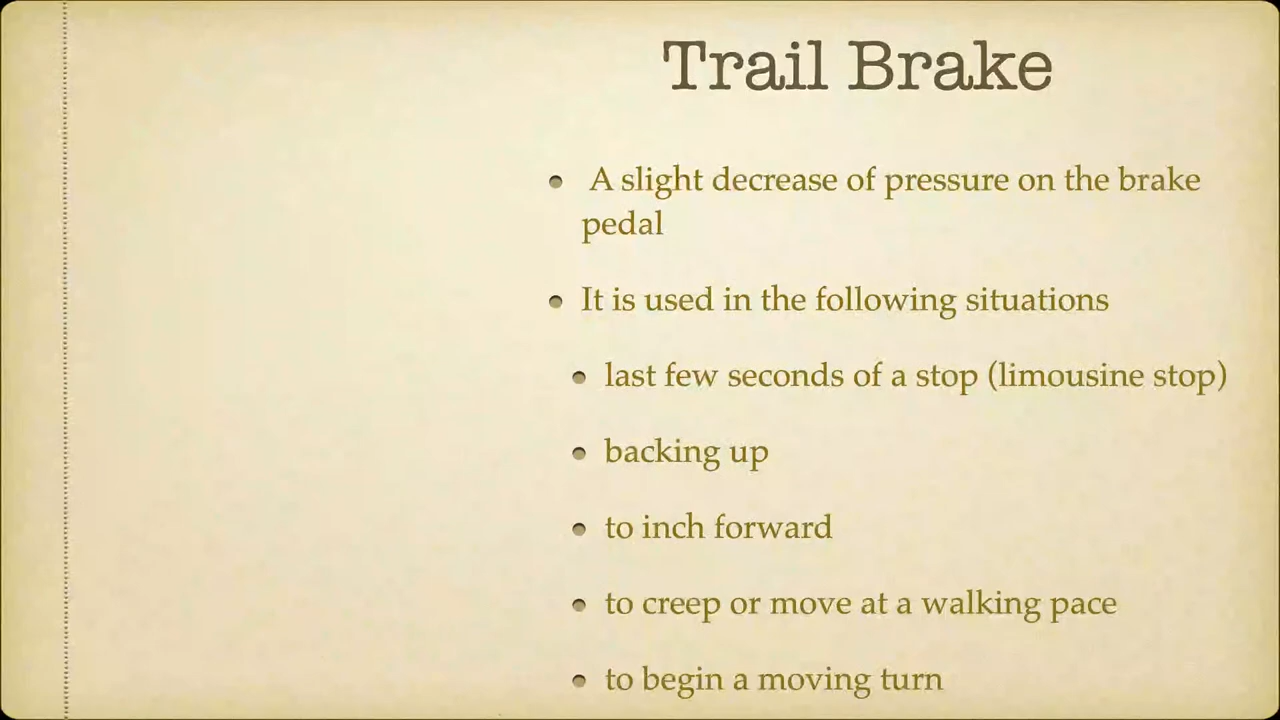 Trail Brake
A slight decrease of pressure on the brake
pedal
It is used in the following situations
last few seconds of a stop (limousine stop)
backing up
to inch forward
to creep or move at a walking pace
to begin a moving turn